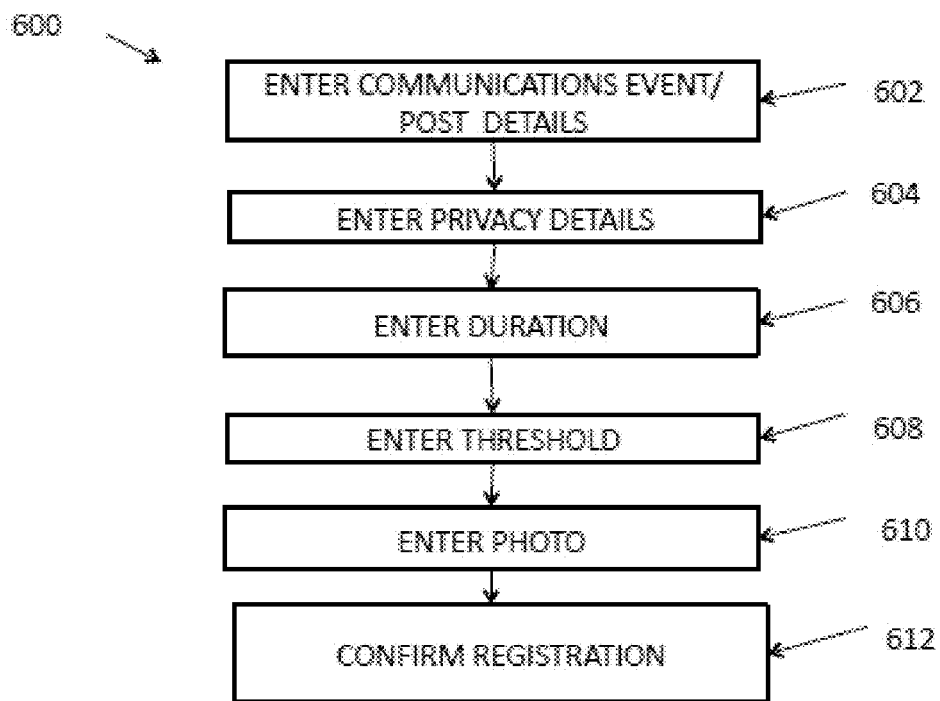 600
ENTER COMMUNICATIONS EVENT/
POST DETAILS
602
ENTER PRIVACY DETAILS
604
ENTER DURATION
606
ENTER THRESHOLD
608
ENTER PHOTO
610
CONFIRM REGISTRATION
612